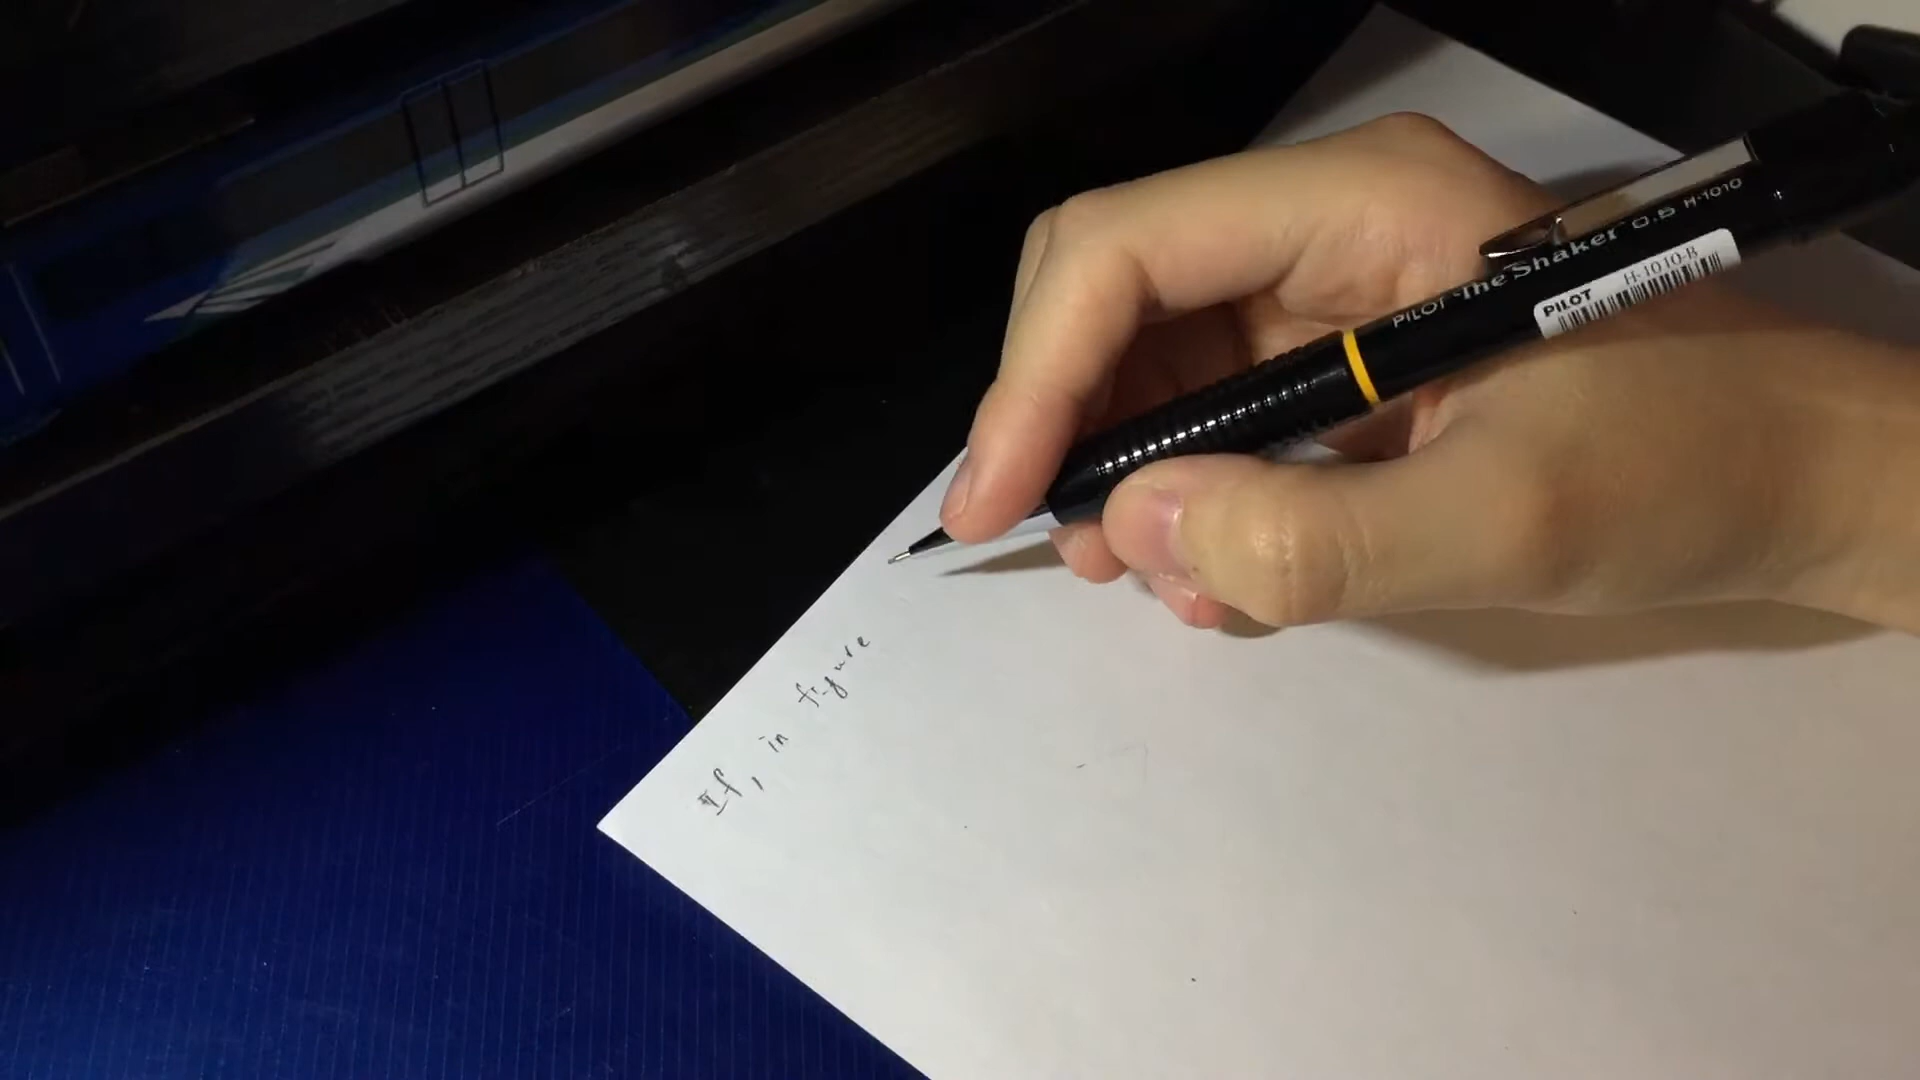 If, in figure
PILOT The Shaker 0.5 H-1010
PILOT H-1010-B